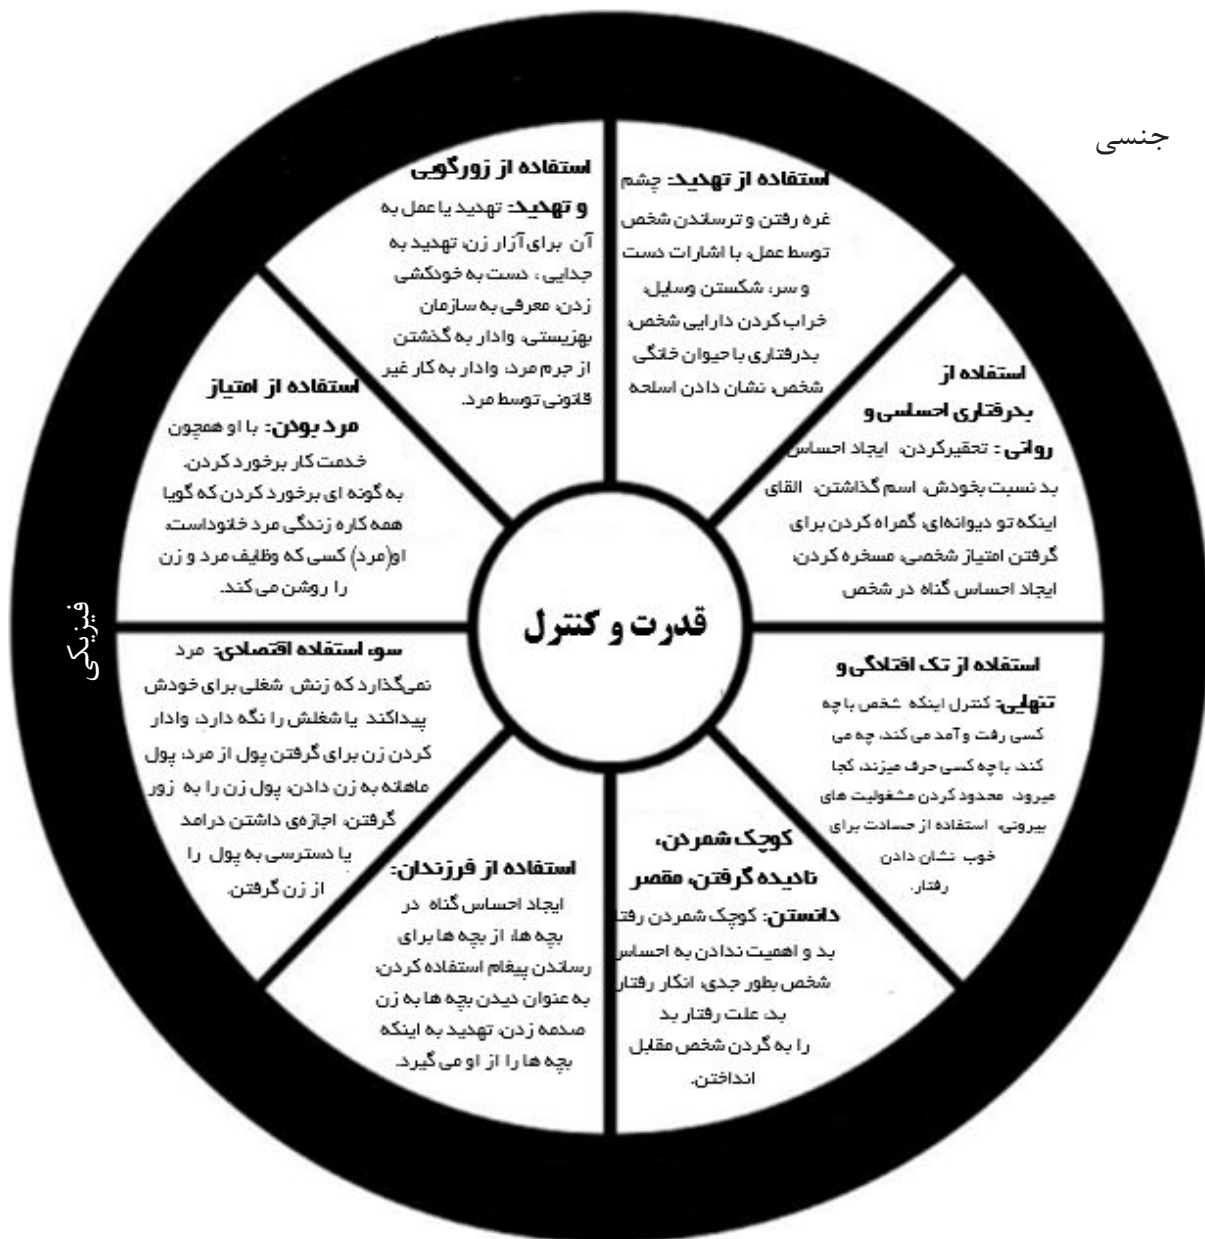 جنسی
استفاده از تهدید: چشم
غره رفتن و ترساندن شخص
توسط عمل، با اشارات دست
و سر، شکستن وسایل،
خراب کردن دارایی شخص،
بدرفتاری با حیوان خانگی
شخص، نشان دادن اسلحه
استفاده از
بدرفتاری احساسی و
روانی: تحقیرکردن، ایجاد احساس
بد نسبت بخودش، اسم گذاشتن، القای
اینکه تو دیوانه‌ای، گمراه کردن برای
گرفتن امتیاز شخصی، مسخره کردن،
ایجاد احساس گناه در شخص
استفاده از تک افتادگی و
تنهایی: کنترل اینکه شخص با چه
کسی رفت و آمد می کند، چه می
کند، با چه کسی حرف میزند، کجا
میرود، محدود کردن مشغولیت های
بیرونی، استفاده از حسادت برای
خوب نشان دادن
رفتار.
کوچک شمردن،
نادیده گرفتن، مقصر
دانستن: کوچک شمردن رفتا
بد و اهمیت ندادن به احساس
شخص بطور جدی، انکار رفتار
بد، علت رفتار بد
را به گردن شخص مقابل
انداختن.
استفاده از فرزندان:
ایجاد احساس گناه در
بچه ها، از بچه ها برای
رساندن پیغام استفاده کردن،
به عنوان دیدن بچه ها به زن
صدمه زدن، تهدید به اینکه
بچه ها را از او می گیرد.
سوء استفاده اقتصادی: مرد
نمی‌گذارد که زنش شغلی برای خودش
پیداکند یا شغلش را نگه دارد، وادار
کردن زن برای گرفتن پول از مرد، پول
ماهانه به زن دادن، پول زن را به زور
گرفتن، اجازه‌ی داشتن درامد
یا دسترسی به پول را
از زن گرفتن.
استفاده از امتیاز
مرد بودن: با او همچون
خدمت کار برخورد کردن.
به گونه ای برخورد کردن که گویا
همه کاره زندگی مرد خانوداست،
او(مرد) کسی که وظایف مرد و زن
را روشن می کند.
استفاده از زورگویی
و تهدید: تهدید یا عمل به
آن برای آزار زن، تهدید به
جدایی ، دست به خودکشی
زدن، معرفی به سازمان
بهزیستی، وادار به گذشتن
از جرم مرد، وادار به کار غیر
قانونی توسط مرد.
قدرت و کنترل
فیزیکی